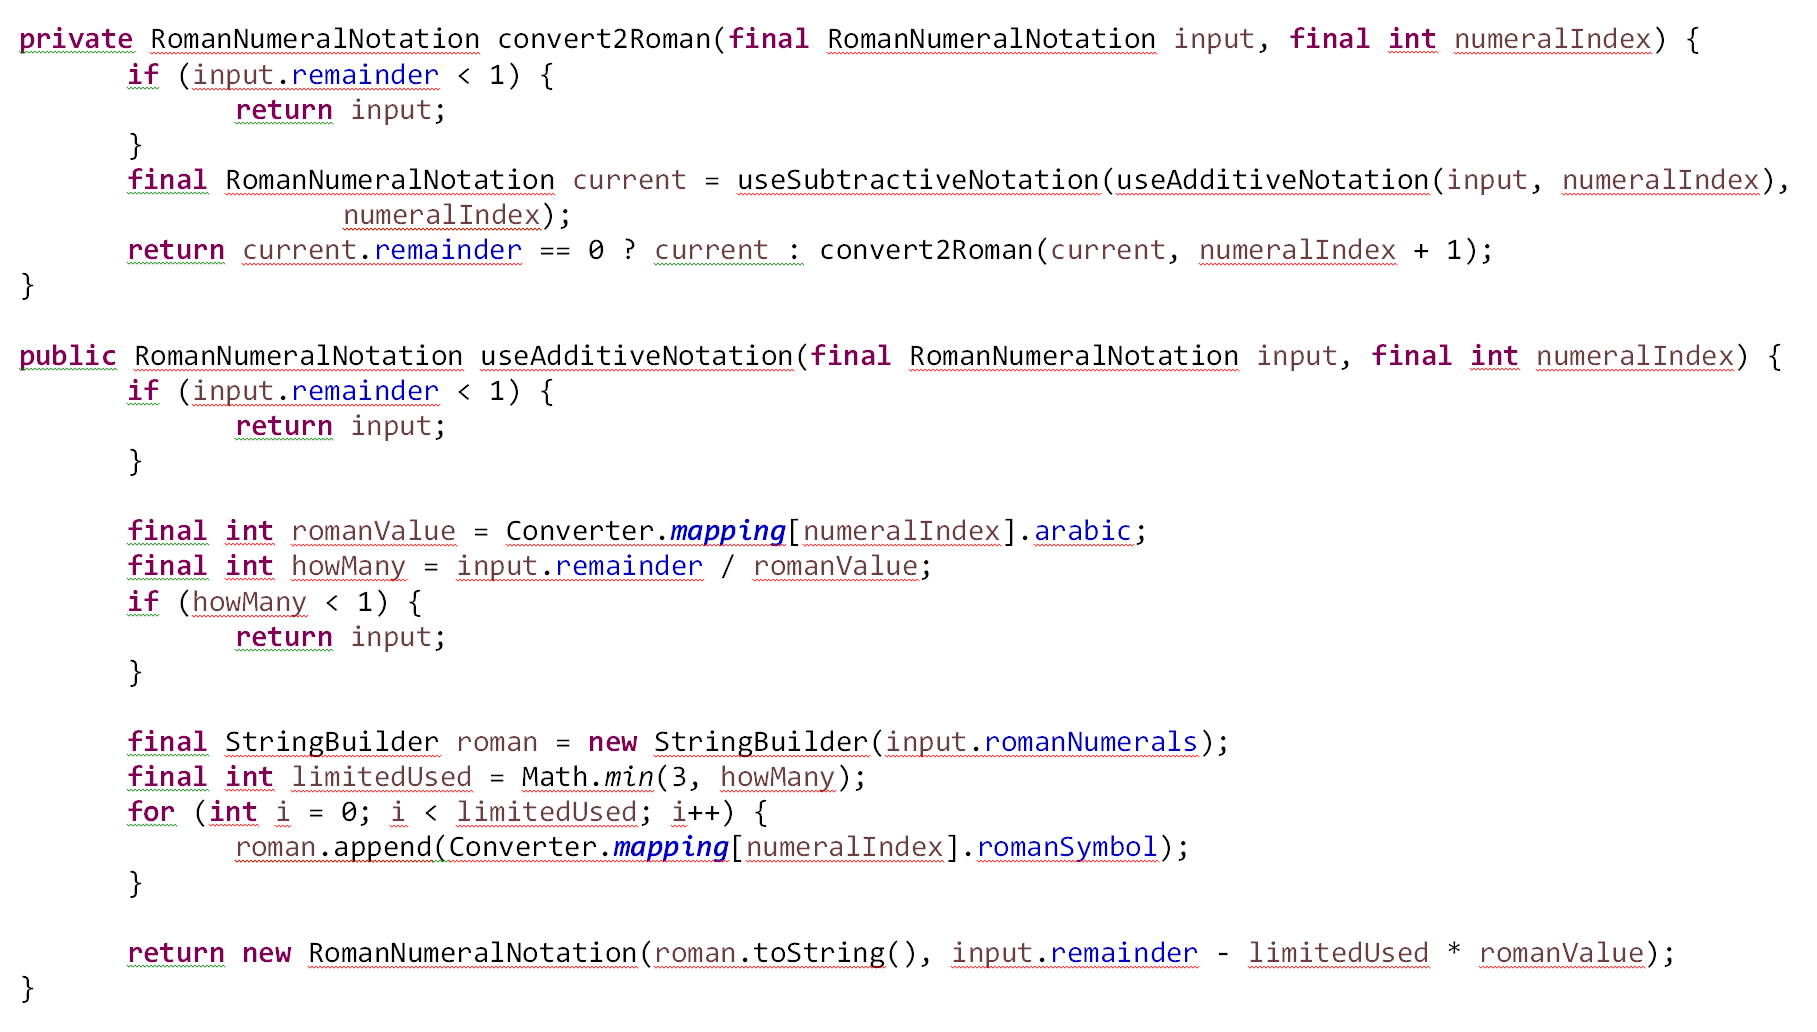 private RomanNumeralNotation convert2Roman(final RomanNumeralNotation input, final int numeralIndex) {
if (input.remainder < 1) {
return input;
}
final RomanNumeralNotation current = useSubtractiveNotation(useAdditiveNotation(input, numeralIndex),
numeralIndex);
return current.remainder == 0 ? current : convert2Roman(current, numeralIndex + 1);
}
public RomanNumeralNotation useAdditiveNotation(final RomanNumeralNotation input, final int numeralIndex) {
if (input.remainder < 1) {
return input;
}
final int romanValue = Converter.mapping[numeralIndex].arabic;
final int howMany = input.remainder / romanValue;
if (howMany < 1) {
return input;
}
final StringBuilder roman = new StringBuilder(input.romanNumerals);
final int limitedUsed = Math.min(3, howMany);
for (int i = 0; i < limitedUsed; i++) {
roman.append(Converter.mapping[numeralIndex].romanSymbol);
}
return new RomanNumeralNotation(roman.toString(), input.remainder - limitedUsed * romanValue);
}